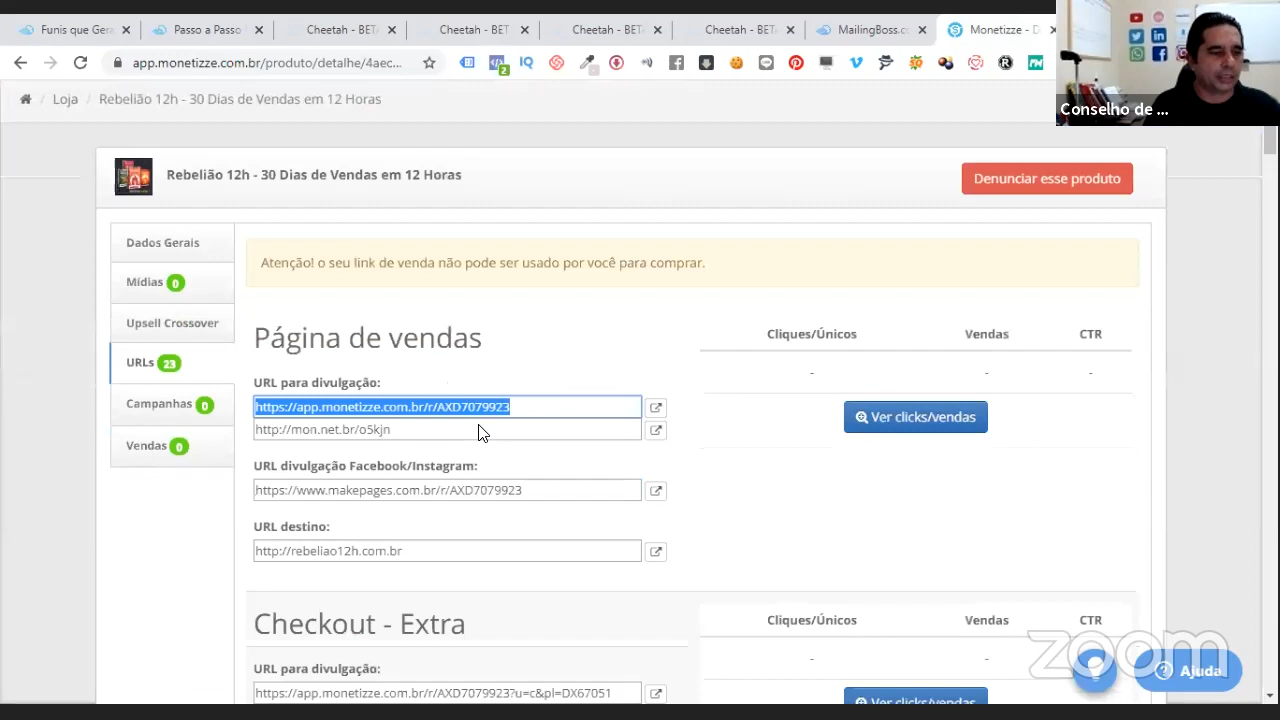 Funis que Gera
Passo a Passo
Cheetah - BET
Cheetah - BET
Cheetah - BET
Cheetah - BET
MailingBoss.c
Monetizze - D
app.monetizze.com.br/produto/detalhe/4aec...
Conselho de ...
Loja / Rebelião 12h - 30 Dias de Vendas em 12 Horas
Rebelião 12h - 30 Dias de Vendas em 12 Horas
Denunciar esse produto
Dados Gerais
Mídias 0
Upsell Crossover
URLs 23
Campanhas 0
Vendas 0
Atenção! o seu link de venda não pode ser usado por você para comprar.
Página de vendas
URL para divulgação:
https://app.monetizze.com.br/r/AXD7079923
http://mon.net.br/o5kjn
URL divulgação Facebook/Instagram:
https://www.makepages.com.br/r/AXD7079923
URL destino:
http://rebeliao12h.com.br
Cliques/Únicos Vendas CTR
- - -
Ver clicks/vendas
Checkout - Extra
URL para divulgação:
https://app.monetizze.com.br/r/AXD7079923?u=c&pl=DX67051
Cliques/Únicos Vendas CTR
- - -
Ver clicks/vendas
zoom
Ajuda